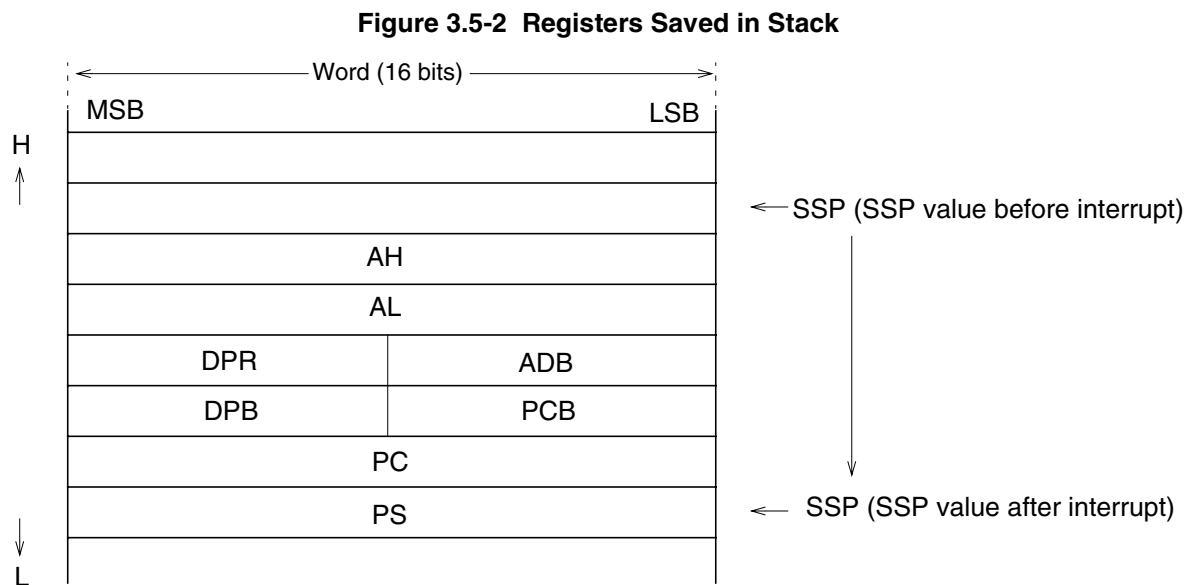 Figure 3.5-2 Registers Saved in Stack
Word (16 bits)
MSB LSB
H
SSP (SSP value before interrupt)
AH
AL
DPR ADB
DPB PCB
PC
PS
SSP (SSP value after interrupt)
L